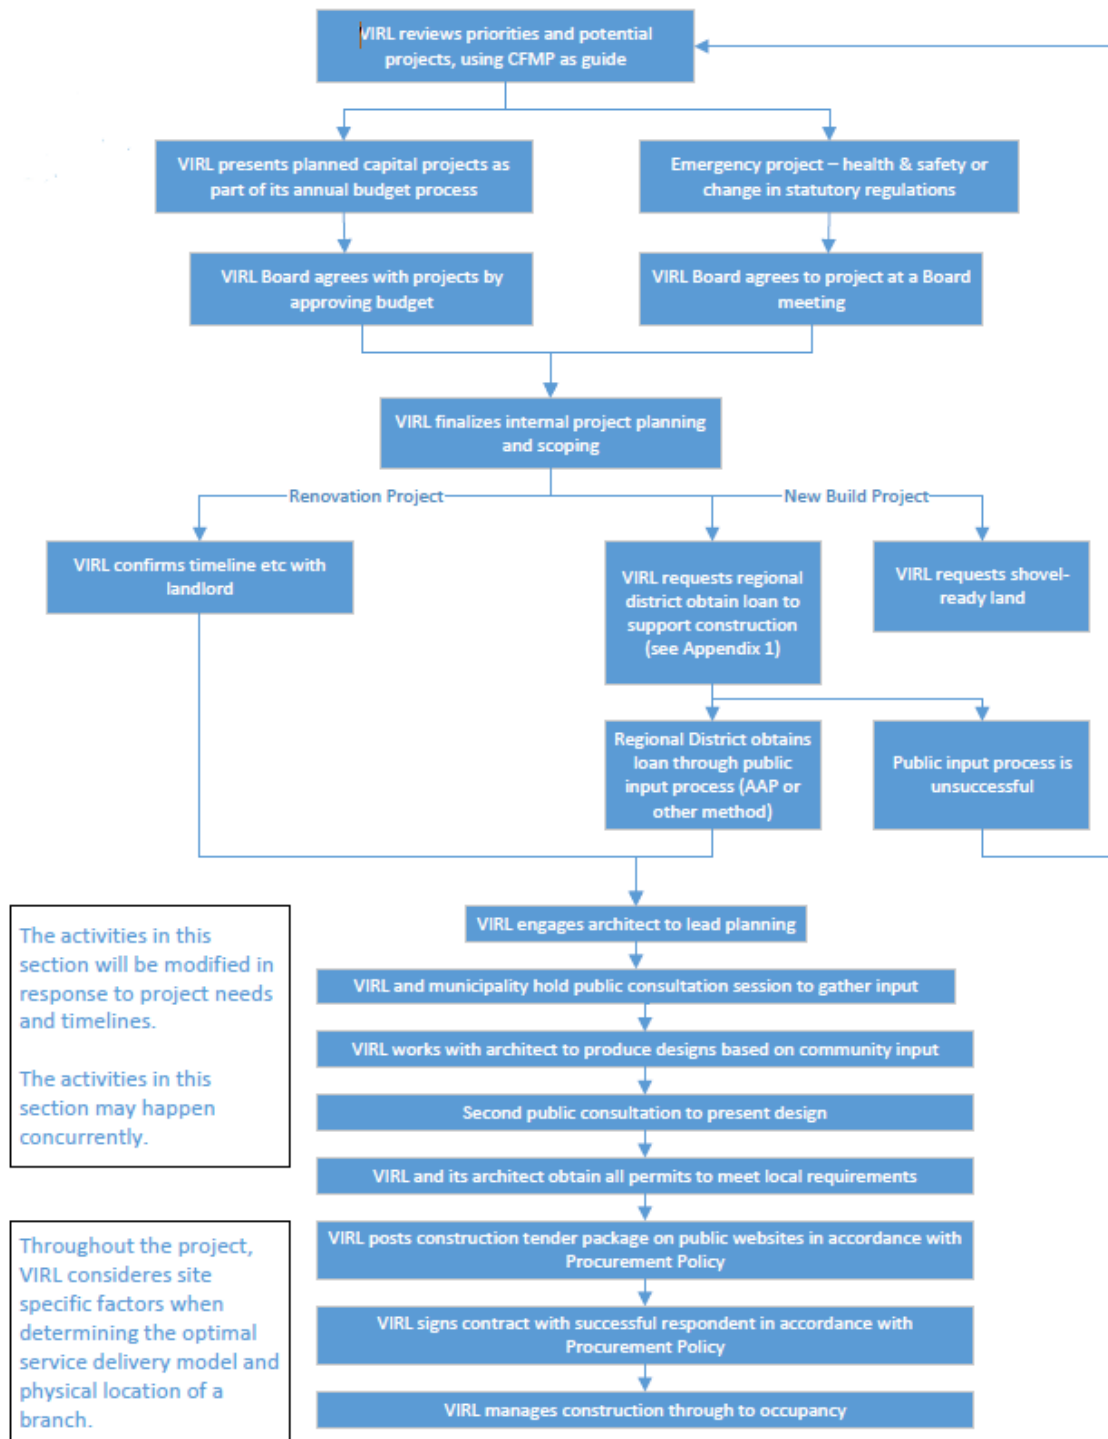 VIRL reviews priorities and potential
projects, using CFMP as guide
VIRL presents planned capital projects as
part of its annual budget process
Emergency project – health & safety or
change in statutory regulations
VIRL Board agrees with projects by
approving budget
VIRL Board agrees to project at a Board
meeting
VIRL finalizes internal project planning
and scoping
Renovation Project
New Build Project
VIRL confirms timeline etc with
landlord
VIRL requests regional
district obtain loan to
support construction
(see Appendix 1)
VIRL requests shovel-
ready land
Regional District obtains
loan through public
input process (AAP or
other method)
Public input process is
unsuccessful
VIRL engages architect to lead planning
VIRL and municipality hold public consultation session to gather input
VIRL works with architect to produce designs based on community input
Second public consultation to present design
VIRL and its architect obtain all permits to meet local requirements
VIRL posts construction tender package on public websites in accordance with
Procurement Policy
VIRL signs contract with successful respondent in accordance with
Procurement Policy
VIRL manages construction through to occupancy
The activities in this
section will be modified in
response to project needs
and timelines.
The activities in this
section may happen
concurrently.
Throughout the project,
VIRL consideres site
specific factors when
determining the optimal
service delivery model and
physical location of a
branch.